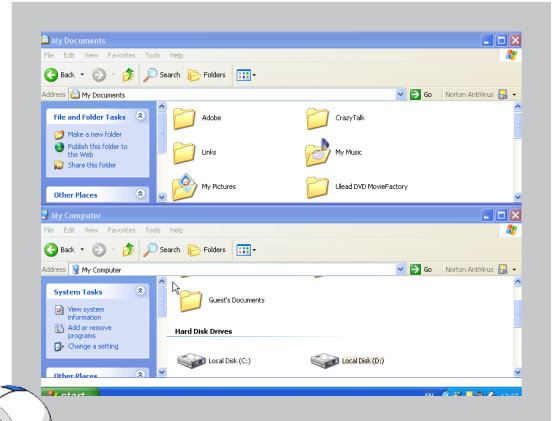 My Documents
File Edit View Favorites Tools Help
Back Search Folders
Address My Documents Go Norton AntiVirus
File and Folder Tasks
Make a new folder
Publish this folder to
the Web
Share this folder
Other Places
Adobe CrazyTalk
Links My Music
My Pictures Ulead DVD MovieFactory
My Computer
File Edit View Favorites Tools Help
Back Search Folders
Address My Computer Go Norton AntiVirus
System Tasks
View system
information
Add or remove
programs
Change a setting
Other Places
Guest's Documents
Hard Disk Drives
Local Disk (C:) Local Disk (D:)
start EN